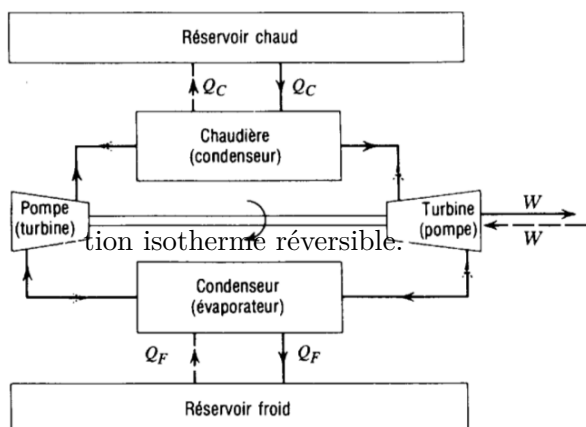 Réservoir chaud
Q_C
Q_C
Chaudière
(condenseur)
Pompe
(turbine)
Turbine
(pompe)
W
W
tion isotherme réversible.
Condenseur
(évaporateur)
Q_F
Q_F
Réservoir froid